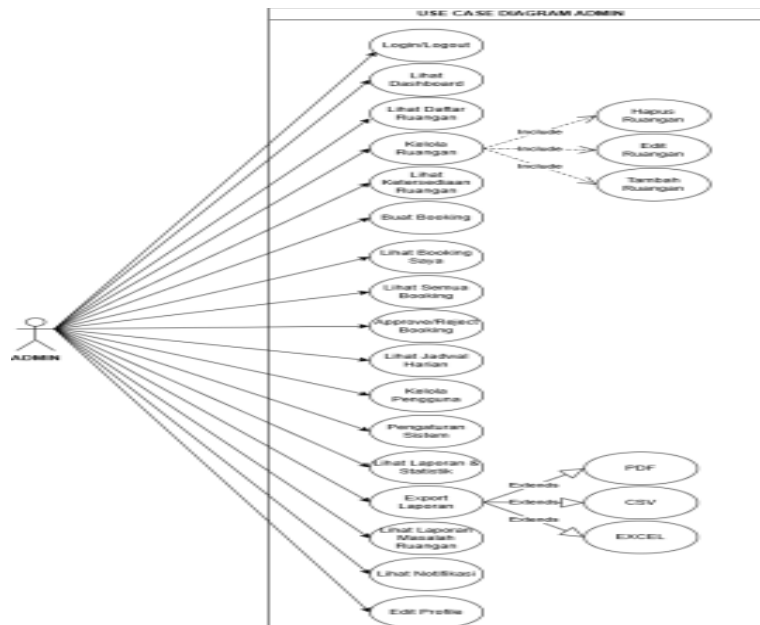 USE CASE DIAGRAM ADMIN
Login/Logout
Lihat
Dashboard
Lihat Daftar
Ruangan
Kelola
Ruangan
Include
Include
Include
Hapus
Ruangan
Edit
Ruangan
Tambah
Ruangan
Lihat
Ketersediaan
Ruangan
Buat Booking
Lihat Booking
Saya
Lihat Semua
Booking
Approve/Reject
Booking
ADMIN
Lihat Jadwal
Harian
Kelola
Pengguna
Pengaturan
Sistem
Lihat Laporan &
Statistik
Export
Laporan
Extends
Extends
Extends
PDF
CSV
EXCEL
Lihat Laporan
Masalah
Ruangan
Lihat Notifikasi
Edit Profile